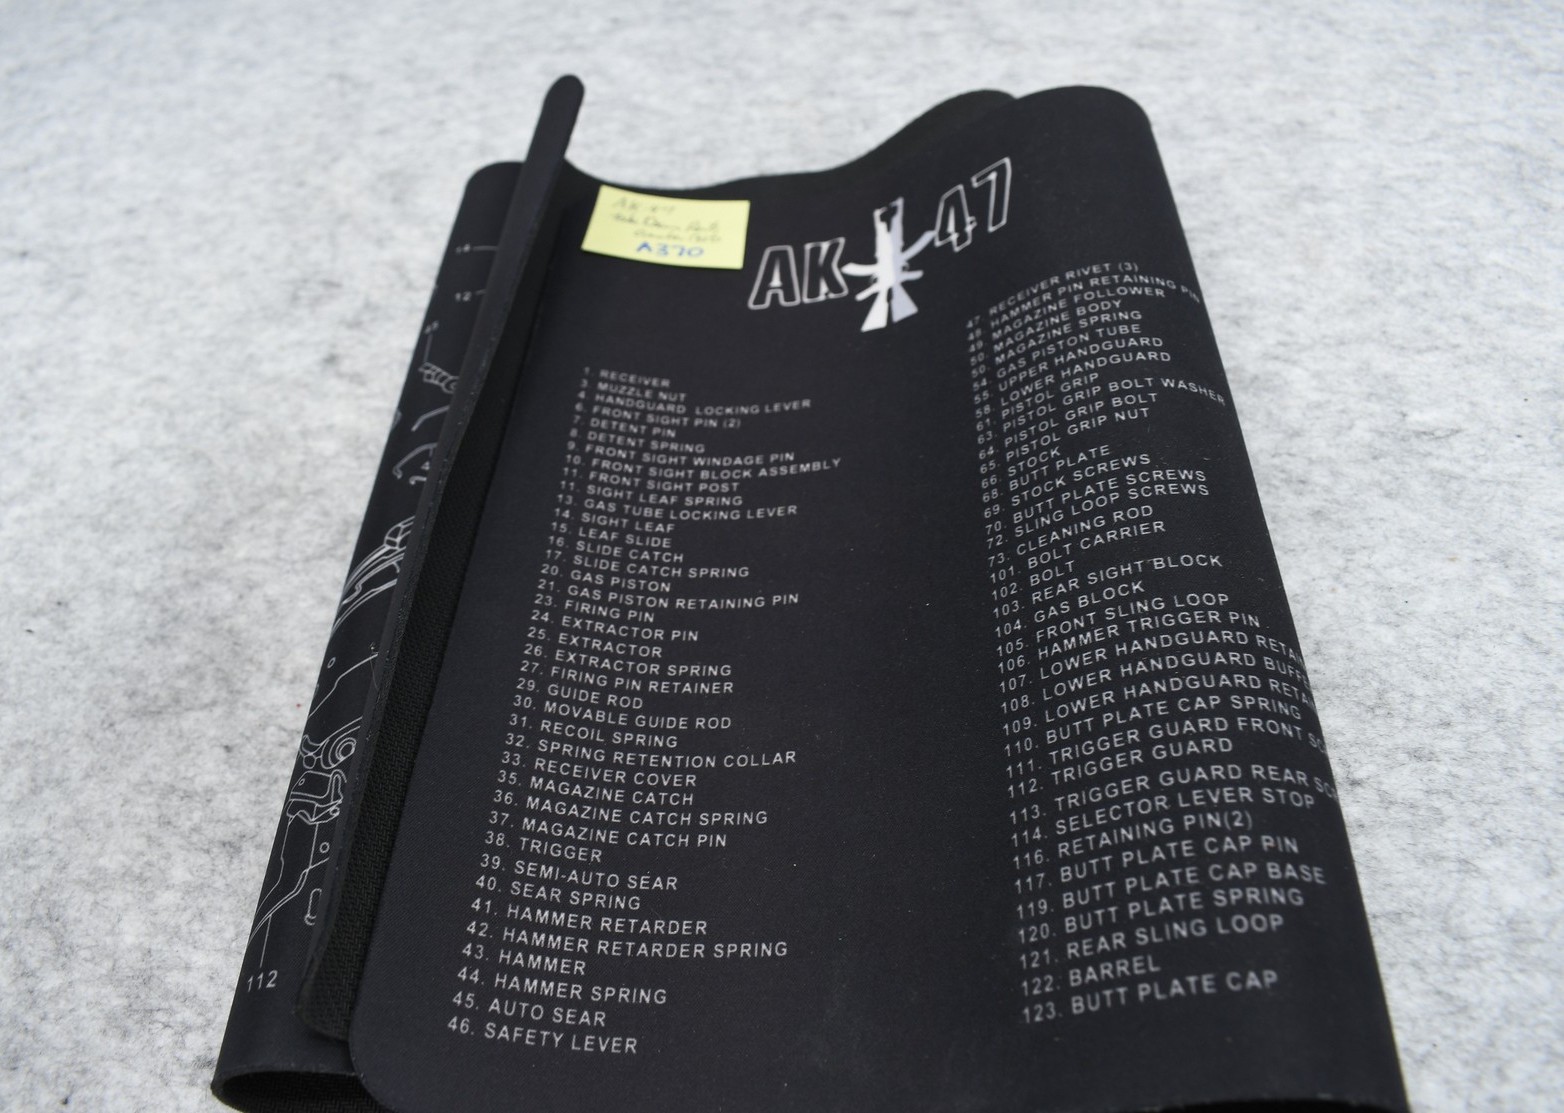 AK 47
A370
14
12
45
112
1. RECEIVER
3. MUZZLE NUT
4. HANDGUARD LOCKING LEVER
6. FRONT SIGHT PIN (2)
7. DETENT PIN
8. DETENT SPRING
9. FRONT SIGHT WINDAGE PIN
10. FRONT SIGHT BLOCK ASSEMBLY
11. FRONT SIGHT POST
11. SIGHT LEAF SPRING
13. GAS TUBE LOCKING LEVER
14. SIGHT LEAF
15. LEAF SLIDE
16. SLIDE CATCH
17. SLIDE CATCH SPRING
20. GAS PISTON
21. GAS PISTON RETAINING PIN
23. FIRING PIN
24. EXTRACTOR PIN
25. EXTRACTOR
26. EXTRACTOR SPRING
27. FIRING PIN RETAINER
29. GUIDE ROD
30. MOVABLE GUIDE ROD
31. RECOIL SPRING
32. SPRING RETENTION COLLAR
33. RECEIVER COVER
35. MAGAZINE CATCH
36. MAGAZINE CATCH SPRING
37. MAGAZINE CATCH PIN
38. TRIGGER
39. SEMI-AUTO SEAR
40. SEAR SPRING
41. HAMMER RETARDER
42. HAMMER RETARDER SPRING
43. HAMMER
44. HAMMER SPRING
45. AUTO SEAR
46. SAFETY LEVER
47. RECEIVER RIVET (3)
48. HAMMER PIN RETAINING PIN
MAGAZINE FOLLOWER
MAGAZINE BODY
MAGAZINE SPRING
54. GAS PISTON TUBE
55. UPPER HANDGUARD
58. LOWER HANDGUARD
61. PISTOL GRIP
63. PISTOL GRIP BOLT WASHER
64. PISTOL GRIP BOLT
65. PISTOL GRIP NUT
66. STOCK
68. BUTT PLATE
69. STOCK SCREWS
70. BUTT PLATE SCREWS
72. SLING LOOP SCREWS
73. CLEANING ROD
101. BOLT CARRIER
102. BOLT
103. REAR SIGHT BLOCK
104. GAS BLOCK
105. FRONT SLING LOOP
106. HAMMER TRIGGER PIN
107. LOWER HANDGUARD
108. LOWER HANDGUARD
109. LOWER HANDGUARD
110. BUTT PLATE CAP SPRING
111. TRIGGER GUARD FRONT
112. TRIGGER GUARD
113. TRIGGER GUARD REAR
114. SELECTOR LEVER STOP
116. RETAINING PIN(2)
117. BUTT PLATE CAP PIN
119. BUTT PLATE CAP BASE
120. BUTT PLATE SPRING
121. REAR SLING LOOP
122. BARREL
123. BUTT PLATE CAP